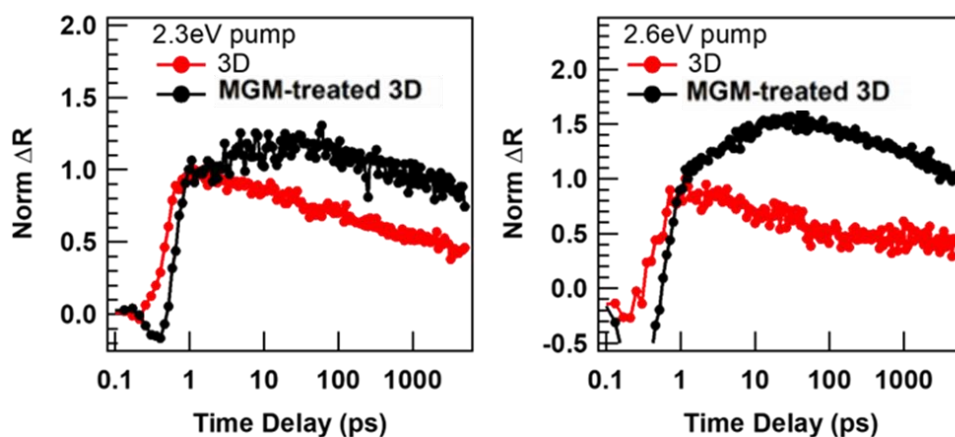 2.3eV pump
3D
MGM-treated 3D
Norm ΔR
2.0
1.5
1.0
0.5
0.0
0.1
1
10
100
1000
Time Delay (ps)
2.6eV pump
3D
MGM-treated 3D
Norm ΔR
2.0
1.5
1.0
0.5
0.0
-0.5
0.1
1
10
100
1000
Time Delay (ps)